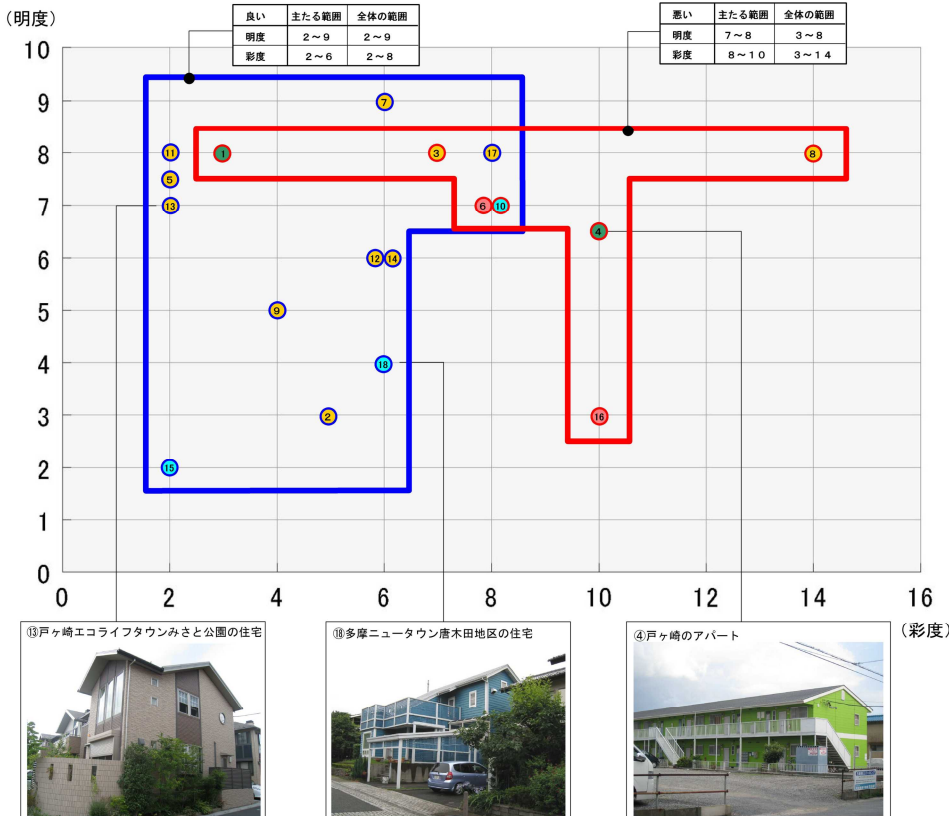 (明度)
良い 主たる範囲 全体の範囲
明度 2～9 2～9
彩度 2～6 2～8
悪い 主たる範囲 全体の範囲
明度 7～8 3～8
彩度 8～10 3～14
10
9
7
8
11
1
3
17
8
5
7
13
6
10
4
6
12
14
5
9
4
18
3
2
16
2
15
1
0
0 2 4 6 8 10 12 14 16
(彩度)
⑬戸ヶ崎エコライフタウンみさと公園の住宅
⑱多摩ニュータウン唐木田地区の住宅
④戸ヶ崎のアパート